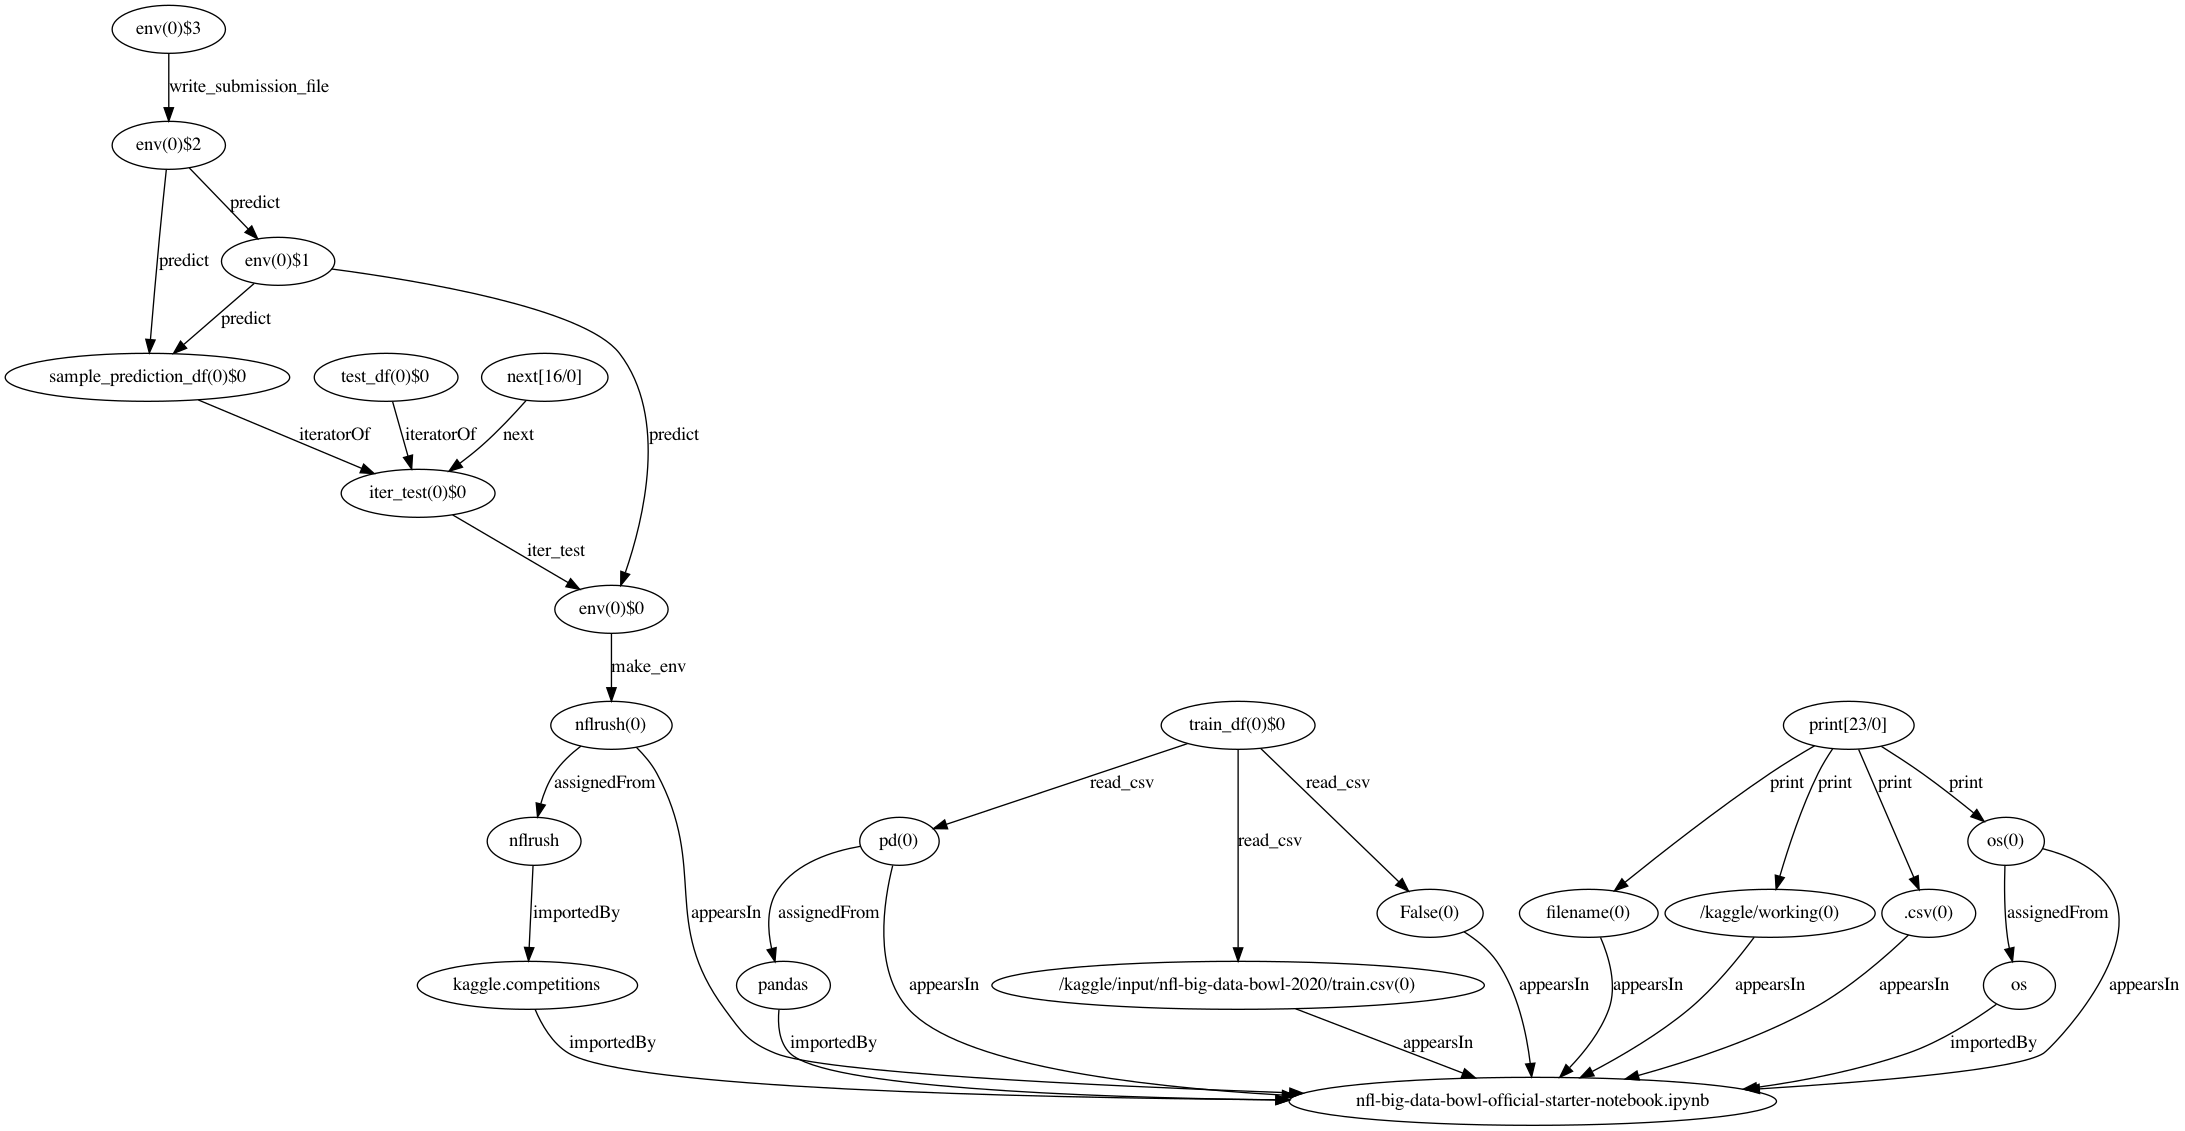 env(0)$3
write_submission_file
env(0)$2
predict
predict
env(0)$1
predict
sample_prediction_df(0)$0
test_df(0)$0
next[16/0]
iteratorOf
iteratorOf
next
predict
iter_test(0)$0
iter_test
env(0)$0
make_env
nflrush(0)
train_df(0)$0
print[23/0]
assignedFrom
read_csv
read_csv
print
print
print
print
nflrush
pd(0)
read_csv
os(0)
importedBy
appearsIn
assignedFrom
False(0)
filename(0)
/kaggle/working(0)
.csv(0)
assignedFrom
kaggle.competitions
pandas
appearsIn
/kaggle/input/nfl-big-data-bowl-2020/train.csv(0)
appearsIn
appearsIn
appearsIn
appearsIn
os
appearsIn
importedBy
importedBy
appearsIn
importedBy
nfl-big-data-bowl-official-starter-notebook.ipynb